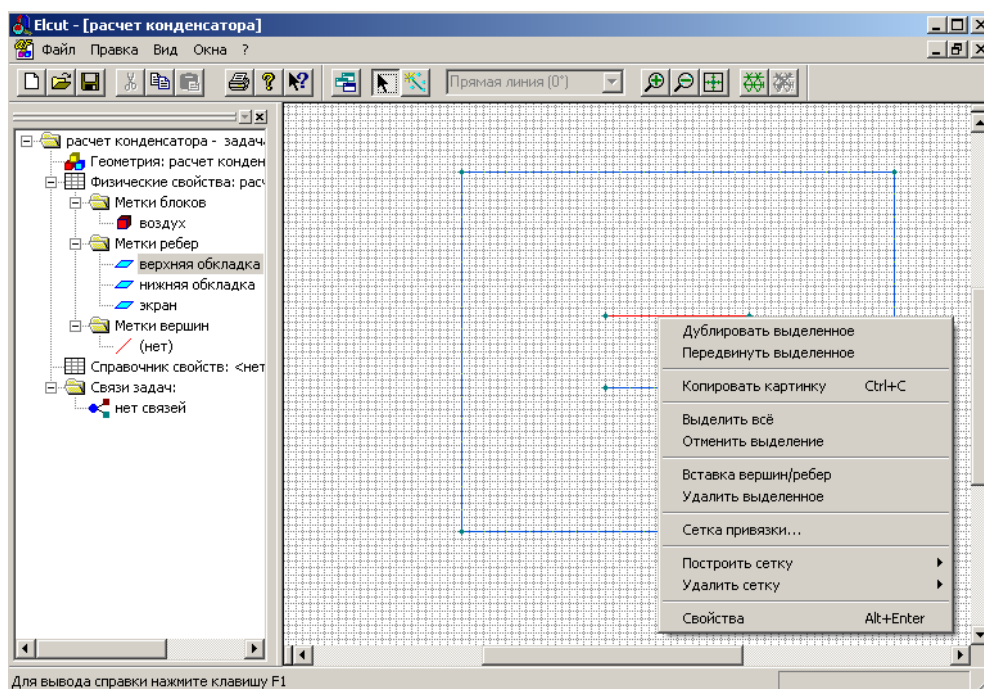 Elcut - [расчет конденсатора]
Файл Правка Вид Окна ?
Прямая линия (0°)
расчет конденсатора - задач
Геометрия: расчет конден
Физические свойства: рас
Метки блоков
воздух
Метки ребер
верхняя обкладка
нижняя обкладка
экран
Метки вершин
(нет)
Справочник свойств: <нет
Связи задач:
нет связей
Дублировать выделенное
Передвинуть выделенное
Копировать картинку Ctrl+C
Выделить всё
Отменить выделение
Вставка вершин/ребер
Удалить выделенное
Сетка привязки...
Построить сетку
Удалить сетку
Свойства Alt+Enter
Для вывода справки нажмите клавишу F1